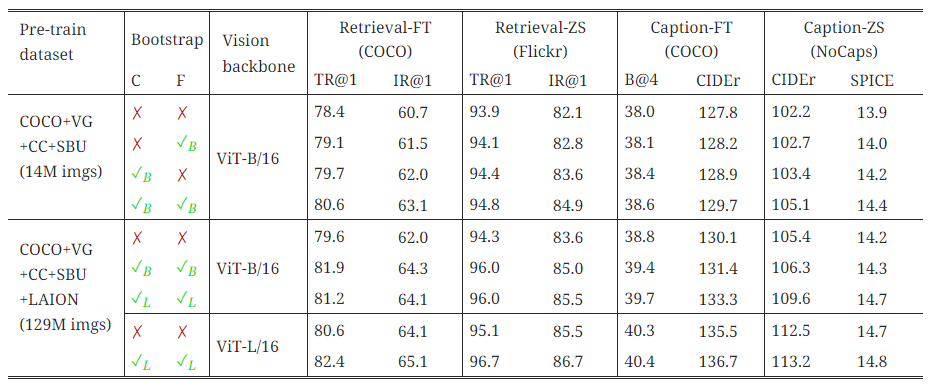 Pre-train dataset Bootstrap Vision backbone Retrieval-FT (COCO) Retrieval-ZS (Flickr) Caption-FT (COCO) Caption-ZS (NoCaps)
C F TR@1 IR@1 TR@1 IR@1 B@4 CIDEr CIDEr SPICE
COCO+VG +CC+SBU (14M imgs) ✗ ✗ ViT-B/16 78.4 60.7 93.9 82.1 38.0 127.8 102.2 13.9
✗ ✓B 79.1 61.5 94.1 82.8 38.1 128.2 102.7 14.0
✓B ✗ 79.7 62.0 94.4 83.6 38.4 128.9 103.4 14.2
✓B ✓B 80.6 63.1 94.8 84.9 38.6 129.7 105.1 14.4
COCO+VG +CC+SBU +LAION (129M imgs) ✗ ✗ ViT-B/16 79.6 62.0 94.3 83.6 38.8 130.1 105.4 14.2
✓B ✓B 81.9 64.3 96.0 85.0 39.4 131.4 106.3 14.3
✓L ✓L 81.2 64.1 96.0 85.5 39.7 133.3 109.6 14.7
✗ ✗ ViT-L/16 80.6 64.1 95.1 85.5 40.3 135.5 112.5 14.7
✓L ✓L 82.4 65.1 96.7 86.7 40.4 136.7 113.2 14.8